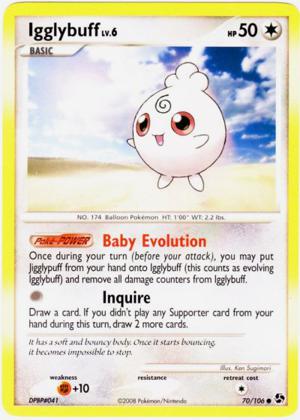 Igglybuff LV.6 HP 50
BASIC
NO. 174 Balloon Pokémon HT: 1'00" WT: 2.2 lbs.
Poké-POWER Baby Evolution
Once during your turn (before your attack), you may put
Jigglypuff from your hand onto Igglybuff (this counts as evolving
Igglybuff) and remove all damage counters from Igglybuff.
Inquire
Draw a card. If you didn't play any Supporter card from your
hand during this turn, draw 2 more cards.
It has a soft and bouncy body. Once it starts bouncing,
it becomes impossible to stop.
Illus. Ken Sugimori
DPBP#041
weakness resistance retreat cost
+10
©2008 Pokémon / Nintendo
70/106